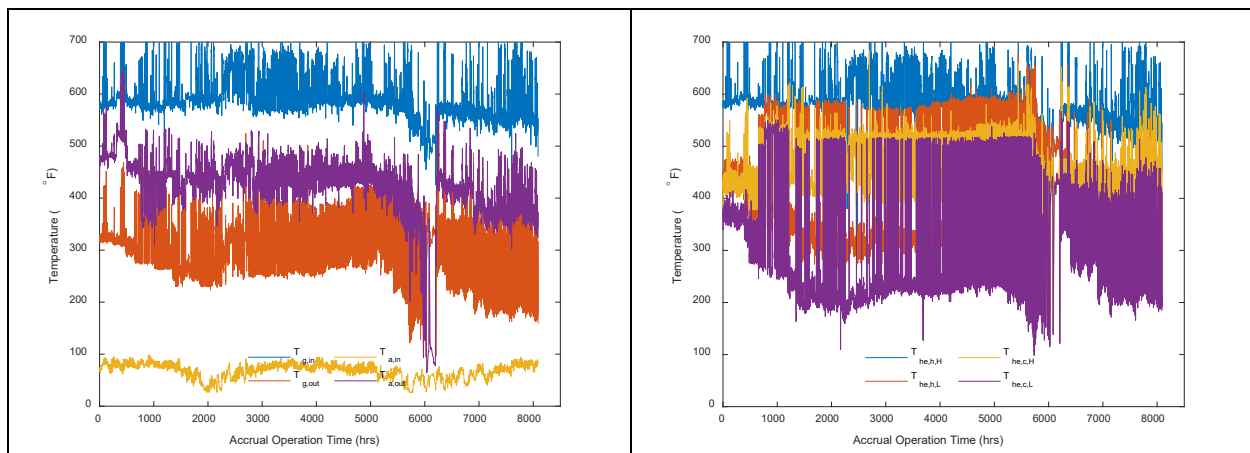 700
600
500
400
300
200
100
0
Temperature (
° F)
T g,in
T a,in
T g,out
T a,out
0 1000 2000 3000 4000 5000 6000 7000 8000
Accrual Operation Time (hrs)
700
600
500
400
300
200
100
0
Temperature (
° F)
T he,h,H
T he,c,H
T he,h,L
T he,c,L
0 1000 2000 3000 4000 5000 6000 7000 8000
Accrual Operation Time (hrs)